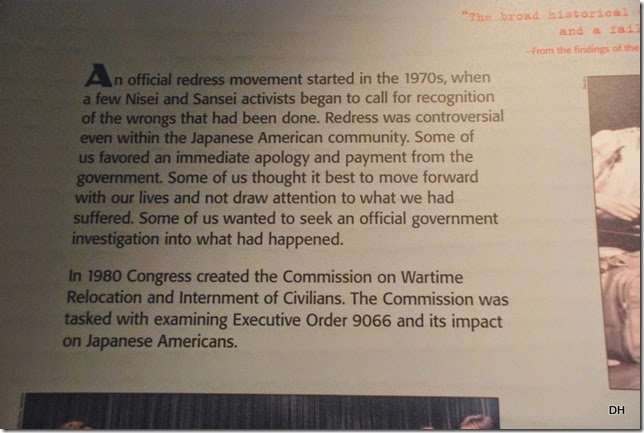 "The broad historical
and a fail
–From the findings of the
An official redress movement started in the 1970s, when
a few Nisei and Sansei activists began to call for recognition
of the wrongs that had been done. Redress was controversial
even within the Japanese American community. Some of
us favored an immediate apology and payment from the
government. Some of us thought it best to move forward
with our lives and not draw attention to what we had
suffered. Some of us wanted to seek an official government
investigation into what had happened.
In 1980 Congress created the Commission on Wartime
Relocation and Internment of Civilians. The Commission was
tasked with examining Executive Order 9066 and its impact
on Japanese Americans.
DH